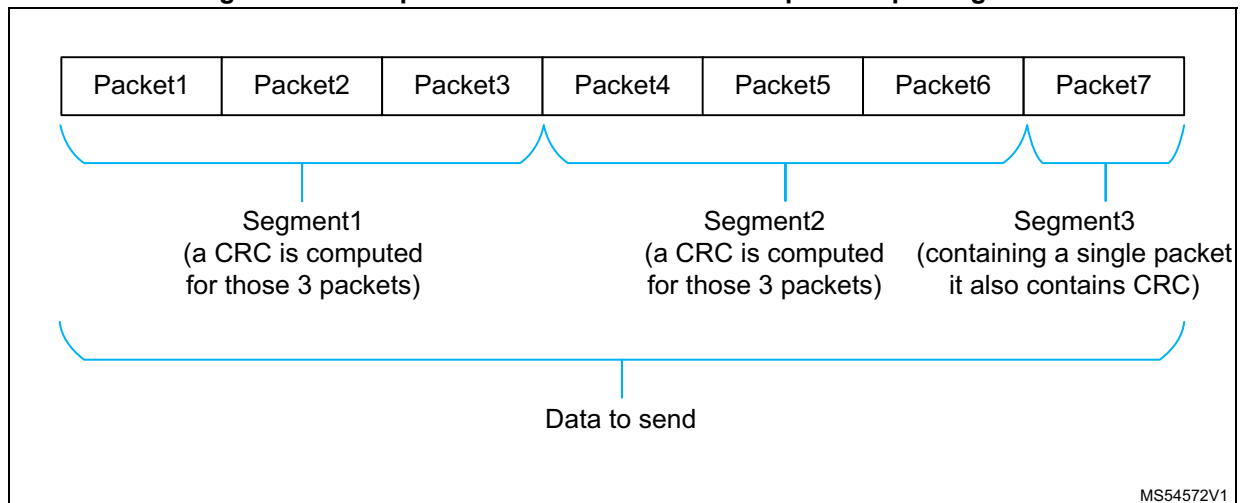 Packet1 Packet2 Packet3 Packet4 Packet5 Packet6 Packet7
Segment1
(a CRC is computed
for those 3 packets)
Segment2
(a CRC is computed
for those 3 packets)
Segment3
(containing a single packet
it also contains CRC)
Data to send
MS54572V1